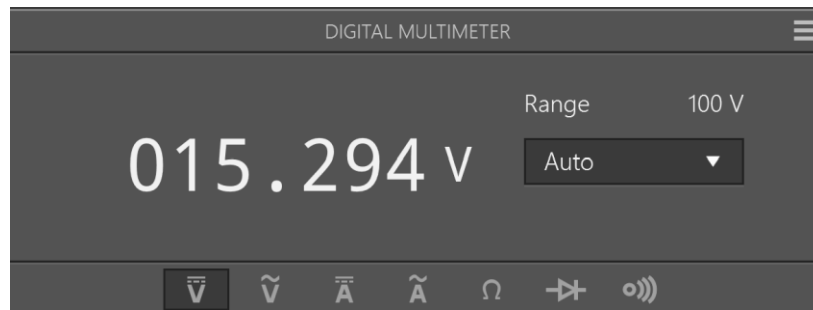 DIGITAL MULTIMETER
Range 100 V
015.294 V
Auto
V V A A Ω